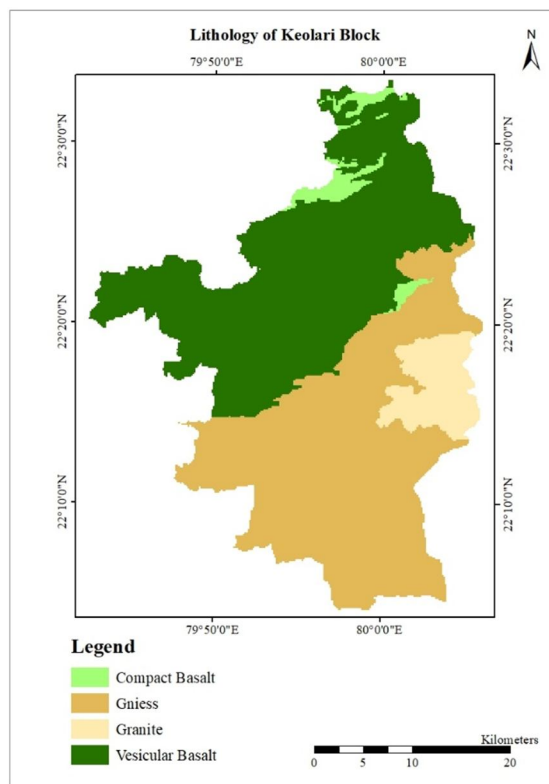 Lithology of Keolari Block
N
79°50'0"E
80°0'0"E
22°30'0"N
22°30'0"N
22°20'0"N
22°20'0"N
22°10'0"N
22°10'0"N
79°50'0"E
80°0'0"E
Legend
Compact Basalt
Gniess
Granite
Vesicular Basalt
Kilometers
0 5 10 20